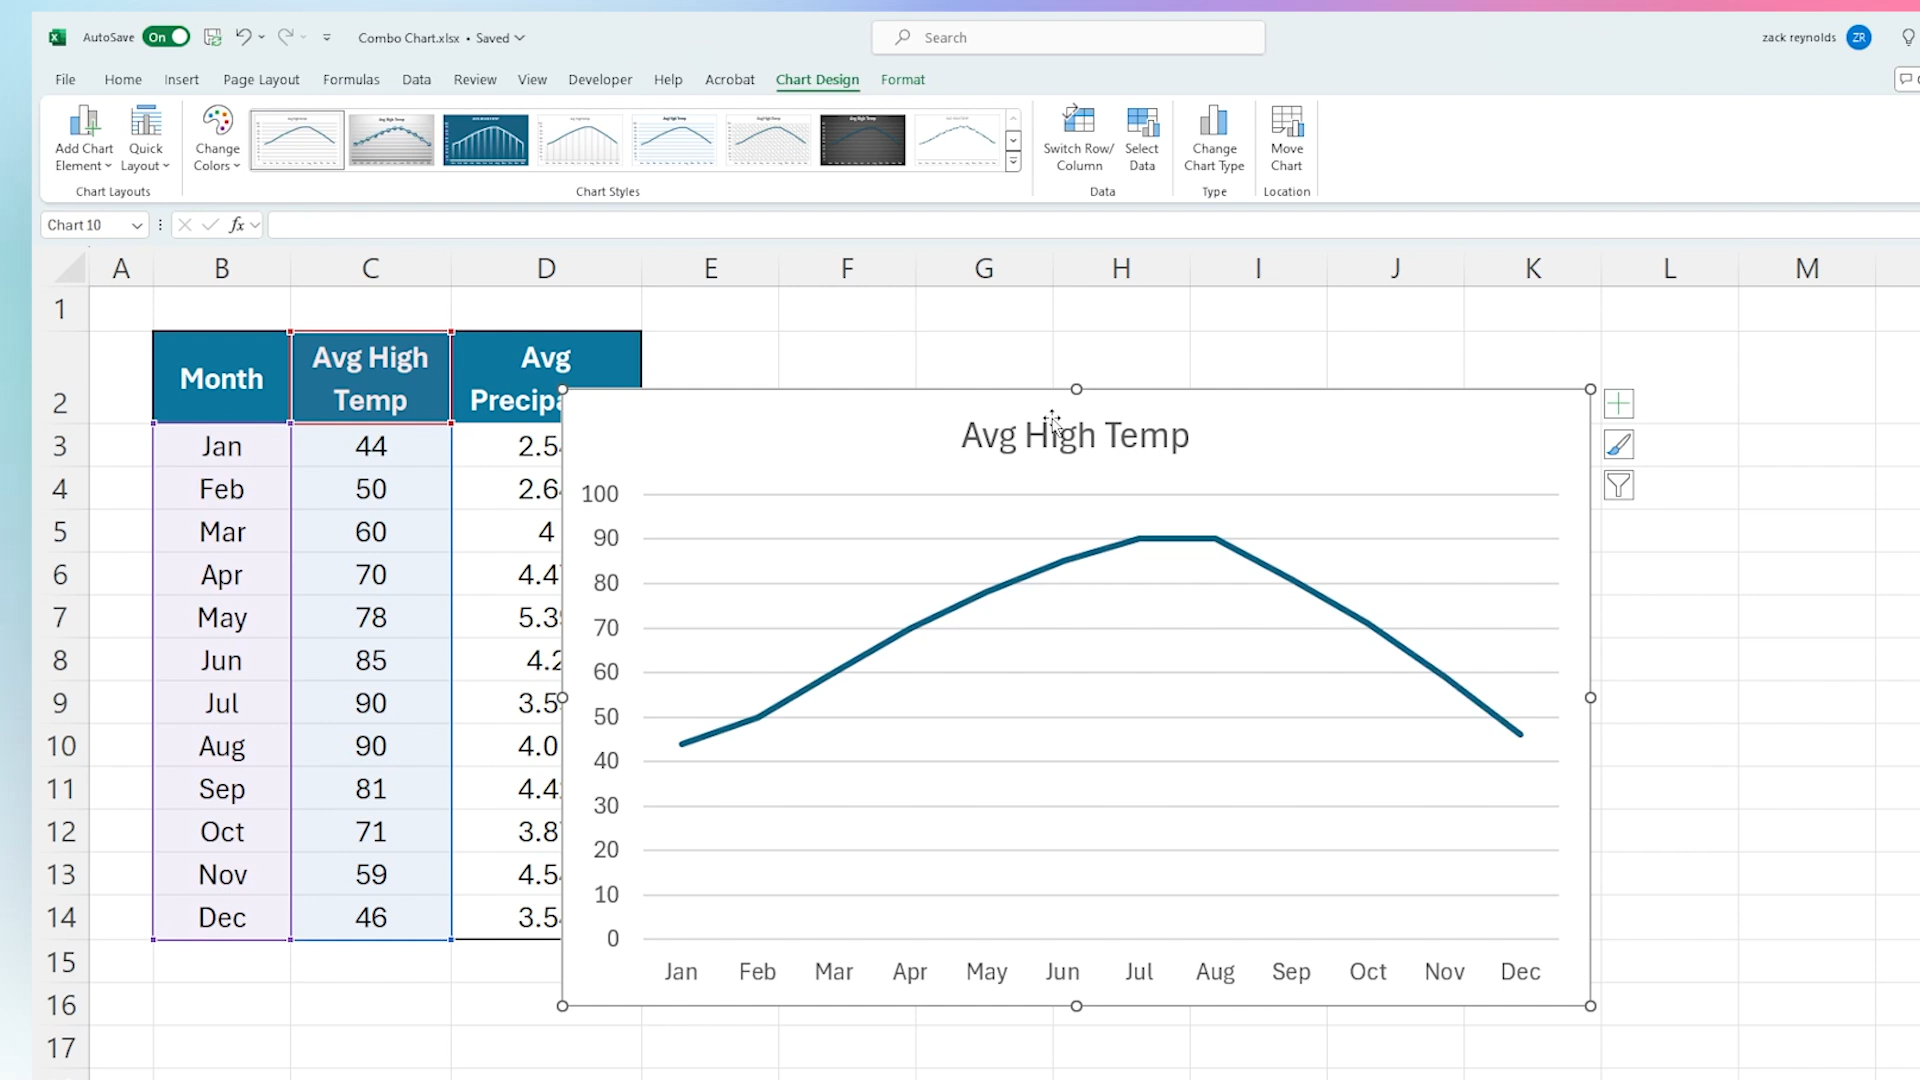 AutoSave On Combo Chart.xlsx • Saved Search zack reynolds ZR
File Home Insert Page Layout Formulas Data Review View Developer Help Acrobat Chart Design Format
Add Chart Element Quick Layout Change Colors Switch Row/ Column Select Data Change Chart Type Move Chart
Chart Layouts Chart Styles Data Type Location
Chart 10 fx
A B C D E F G H I J K L M
1
2 Month Avg High Temp Avg
3 Jan 44
4 Feb 50
5 Mar 60 4
6 Apr 70
7 May 78
8 Jun 85
9 Jul 90
10 Aug 90
11 Sep 81
12 Oct 71
13 Nov 59
14 Dec 46
15
16
17
Avg High Temp
100
90
80
70
60
50
40
30
20
10
0
Jan Feb Mar Apr May Jun Jul Aug Sep Oct Nov Dec